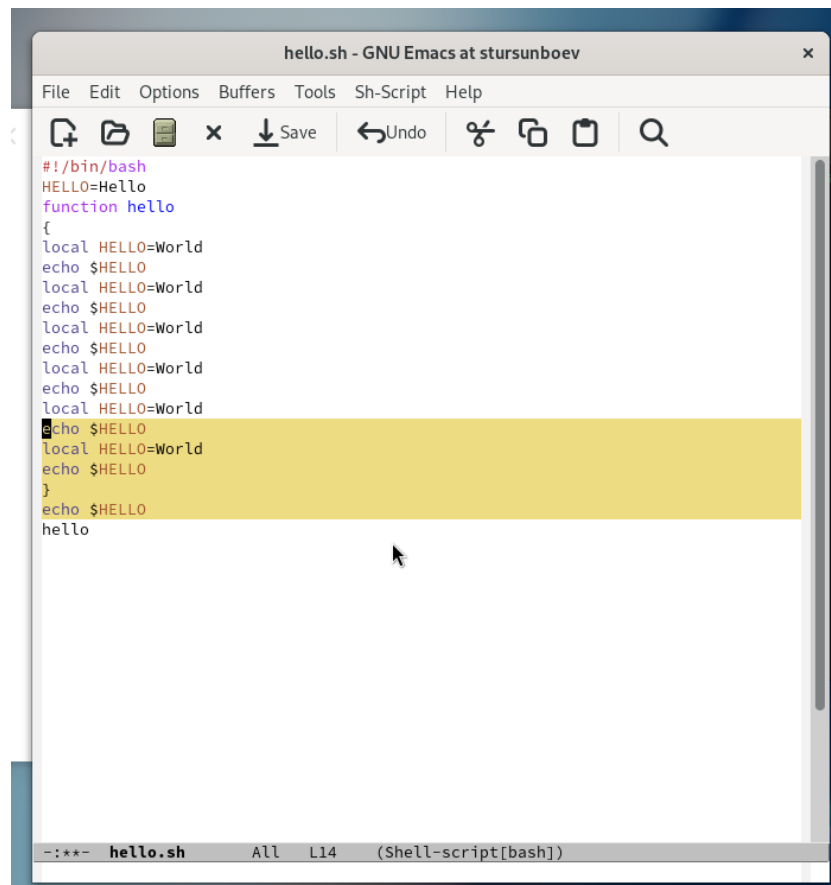 hello.sh - GNU Emacs at stursunboev
File Edit Options Buffers Tools Sh-Script Help
Save Undo
#!/bin/bash
HELLO=Hello
function hello
{
local HELLO=World
echo $HELLO
local HELLO=World
echo $HELLO
local HELLO=World
echo $HELLO
local HELLO=World
echo $HELLO
local HELLO=World
echo $HELLO
local HELLO=World
echo $HELLO
}
echo $HELLO
hello
-:**- hello.sh All L14 (Shell-script[bash])